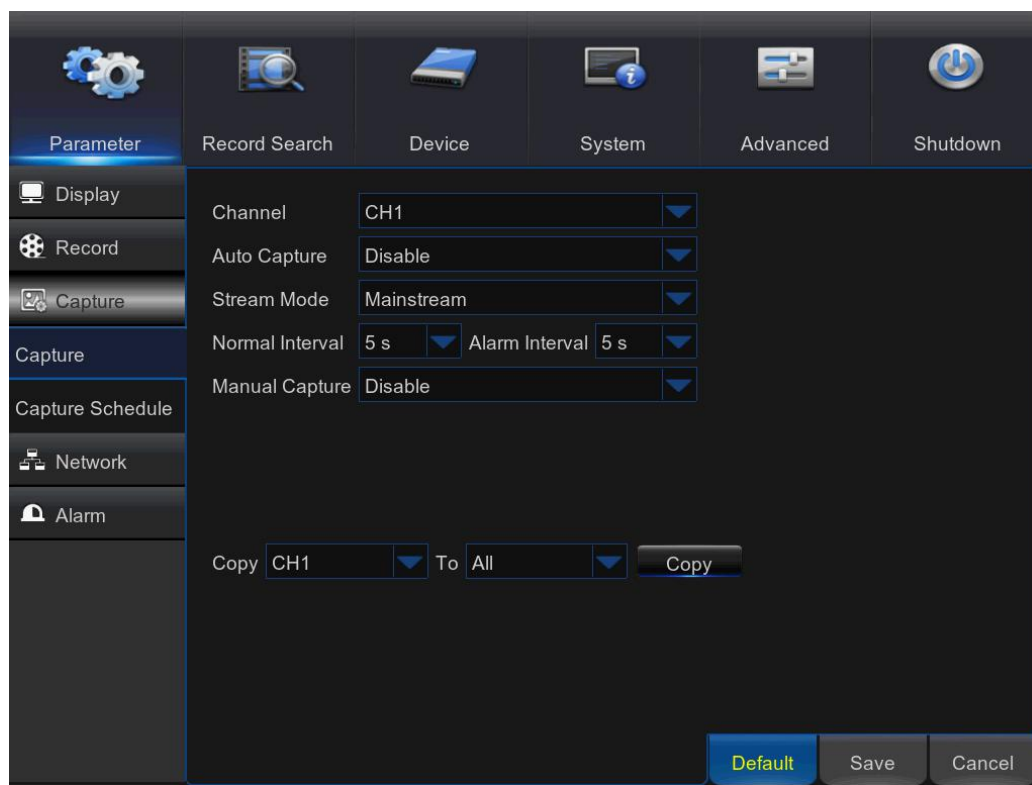 Parameter Record Search Device System Advanced Shutdown
Display
Record
Capture
Capture
Capture Schedule
Network
Alarm
Channel CH1
Auto Capture Disable
Stream Mode Mainstream
Normal Interval 5 s Alarm Interval 5 s
Manual Capture Disable
Copy CH1 To All Copy
Default Save Cancel